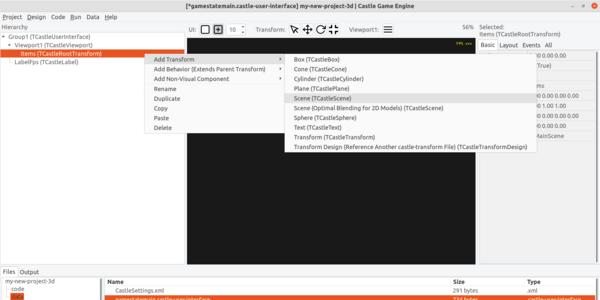 [*gamestatemain.castle-user-interface] my-new-project-3d | Castle Game Engine
Project Design Code Run Data Help
Hierarchy
Group1 (TCastleUserInterface)
Viewport1 (TCastleViewport)
Items (TCastleRootTransform)
LabelFps (TCastleLabel)
UI: 10 Transform: Viewport1: 56%
FPS: xxx
Selected:
Items (TCastleRootTransform)
Basic Layout Events All
Add Transform
Add Behavior (Extends Parent Transform)
Add Non-Visual Component
Rename
Duplicate
Copy
Paste
Delete
Box (TCastleBox)
Cone (TCastleCone)
Cylinder (TCastleCylinder)
Plane (TCastlePlane)
Scene (TCastleScene)
Scene (Optimal Blending for 2D Models) (TCastleScene)
Sphere (TCastleSphere)
Text (TCastleText)
Transform (TCastleTransform)
Transform Design (Reference Another castle-transform File) (TCastleTransformDesign)
0.00 0.00
(True)
ms
0.00 0.00 0.00
1.00 1.00
0.00 0.00 0.00
MainScene
Files Output
my-new-project-3d
code
data
Name Size Type
CastleSettings.xml 291 bytes .xml
gamestatemain.castle-user-interface 734 bytes .castle-user-interface